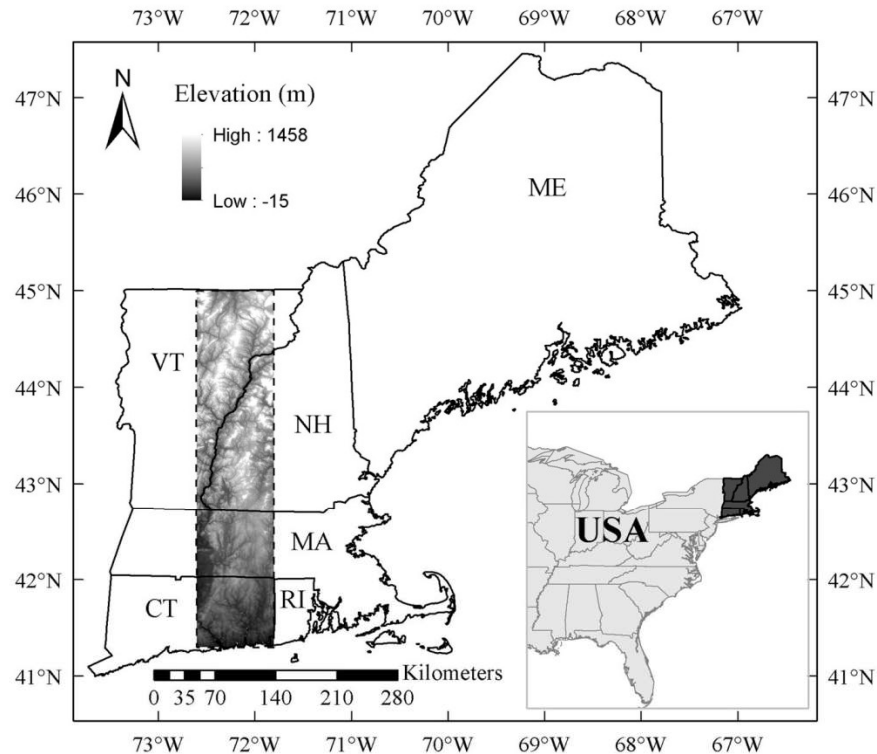 73°W 72°W 71°W 70°W 69°W 68°W 67°W
N
Elevation (m)
High : 1458
Low : -15
47°N 47°N
46°N 46°N
ME
45°N 45°N
VT
44°N 44°N
NH
43°N 43°N
MA
USA
42°N 42°N
CT RI
41°N 41°N
Kilometers
0 35 70 140 210 280
73°W 72°W 71°W 70°W 69°W 68°W 67°W